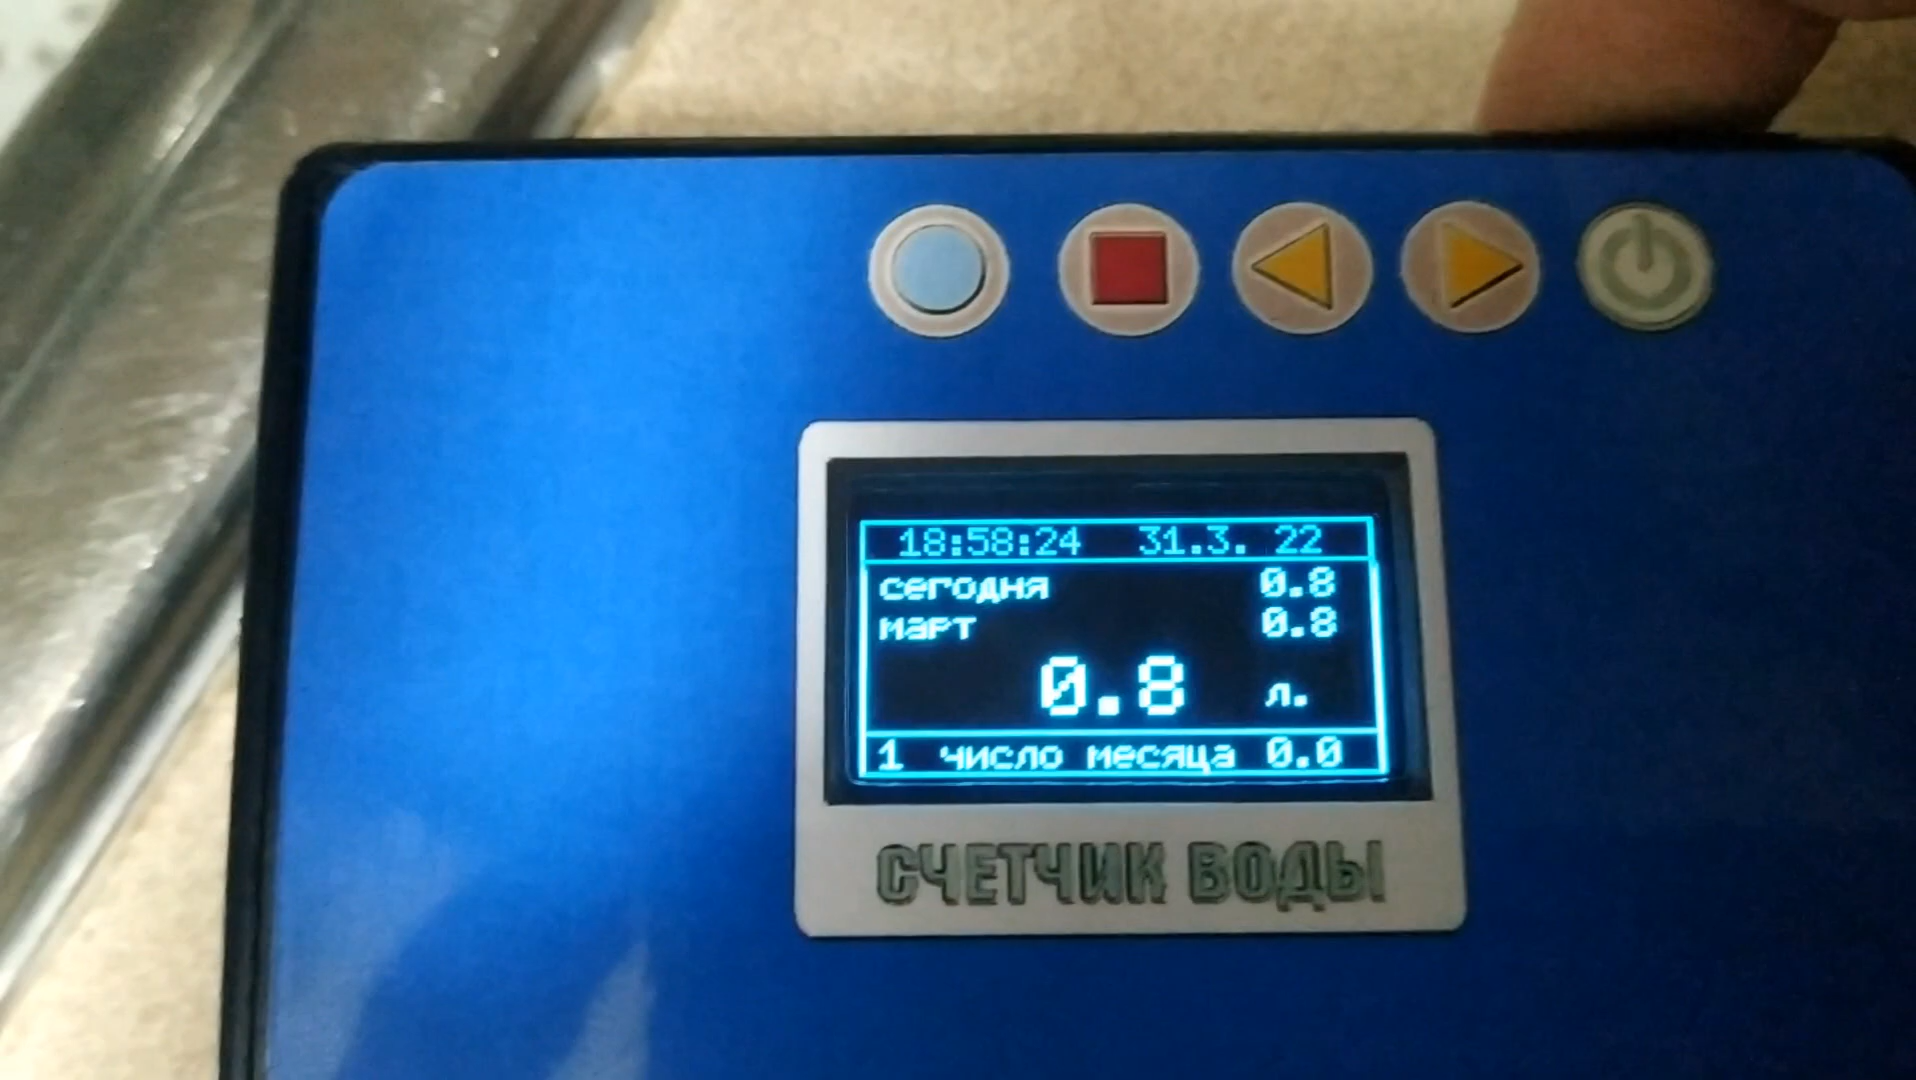 18:58:24 31.3. 22
сегодня 0.8
март 0.8
0.8 л.
1 число месяца 0.0
СЧЕТЧИК ВОДЫ